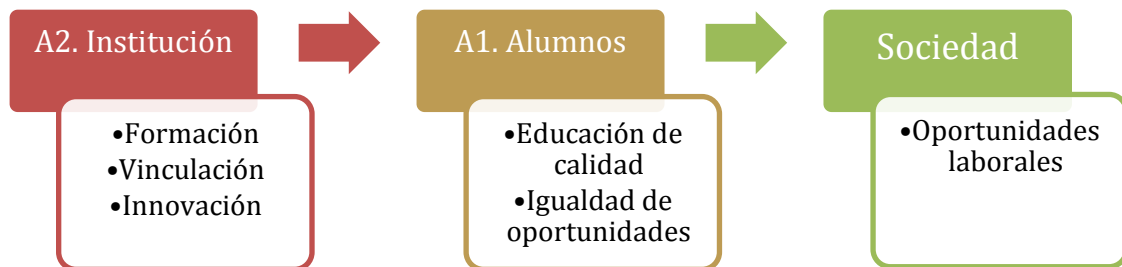 A2. Institución
•Formación
•Vinculación
•Innovación
A1. Alumnos
•Educación de
calidad
•Igualdad de
oportunidades
Sociedad
•Oportunidades
laborales